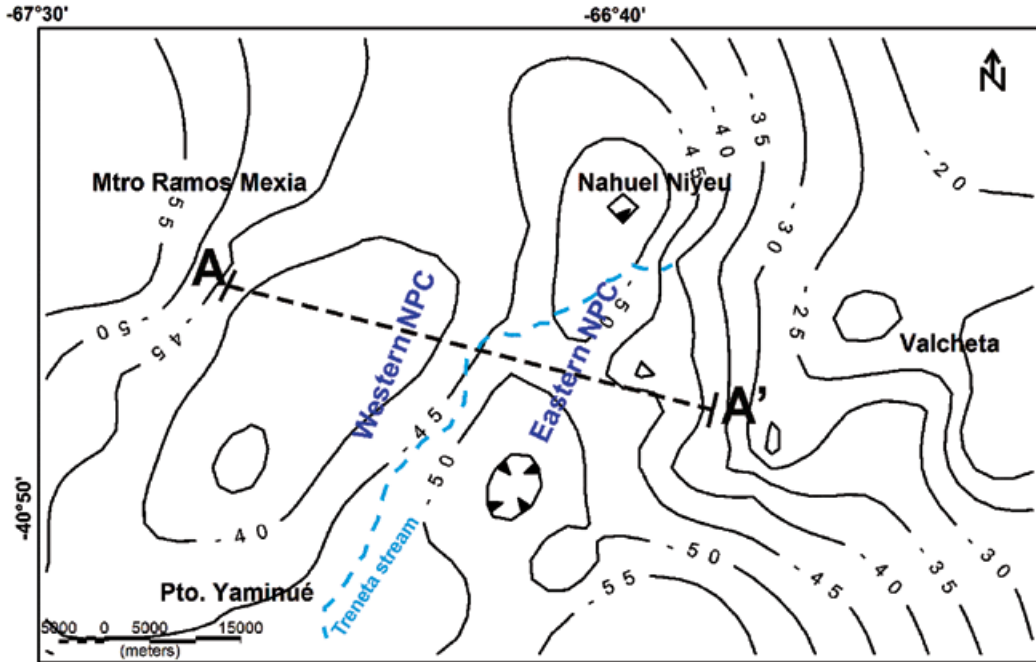 -67°30'
-66°40'
N
-35
-40
-45
-20
Mtro Ramos Mexia
Nahuel Niyeu
-55
-30
A
-50
-50
-25
-45
Western NPC
Eastern NPC
Valcheta
A'
-45
-50
-40°50'
-40
Treneta stream
-50
-30
-35
-40
-45
-55
Pto. Yaminué
5000 0 5000 15000
(meters)